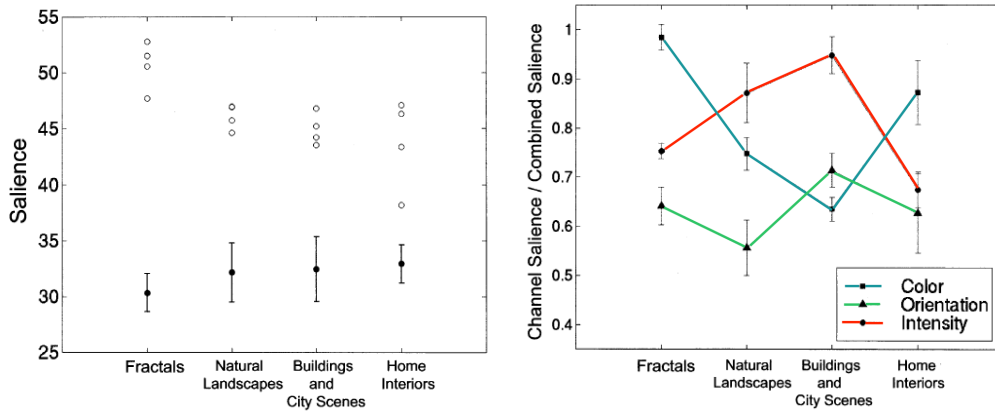 55
50
45
40
35
30
25
Salience
Fractals
Natural
Landscapes
Buildings
and
City Scenes
Home
Interiors
1
0.9
0.8
0.7
0.6
0.5
0.4
Channel Salience / Combined Salience
Color
Orientation
Intensity
Fractals
Natural
Landscapes
Buildings
and
City Scenes
Home
Interiors